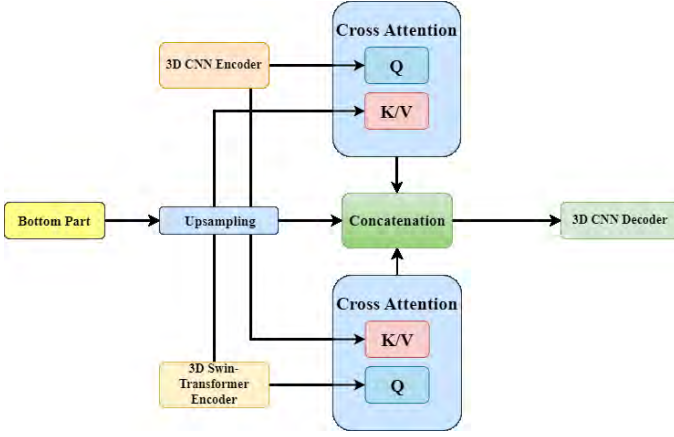 Cross Attention
3D CNN Encoder
Q
K/V
Bottom Part
Upsampling
Concatenation
3D CNN Decoder
Cross Attention
K/V
3D Swin-
Transformer
Encoder
Q